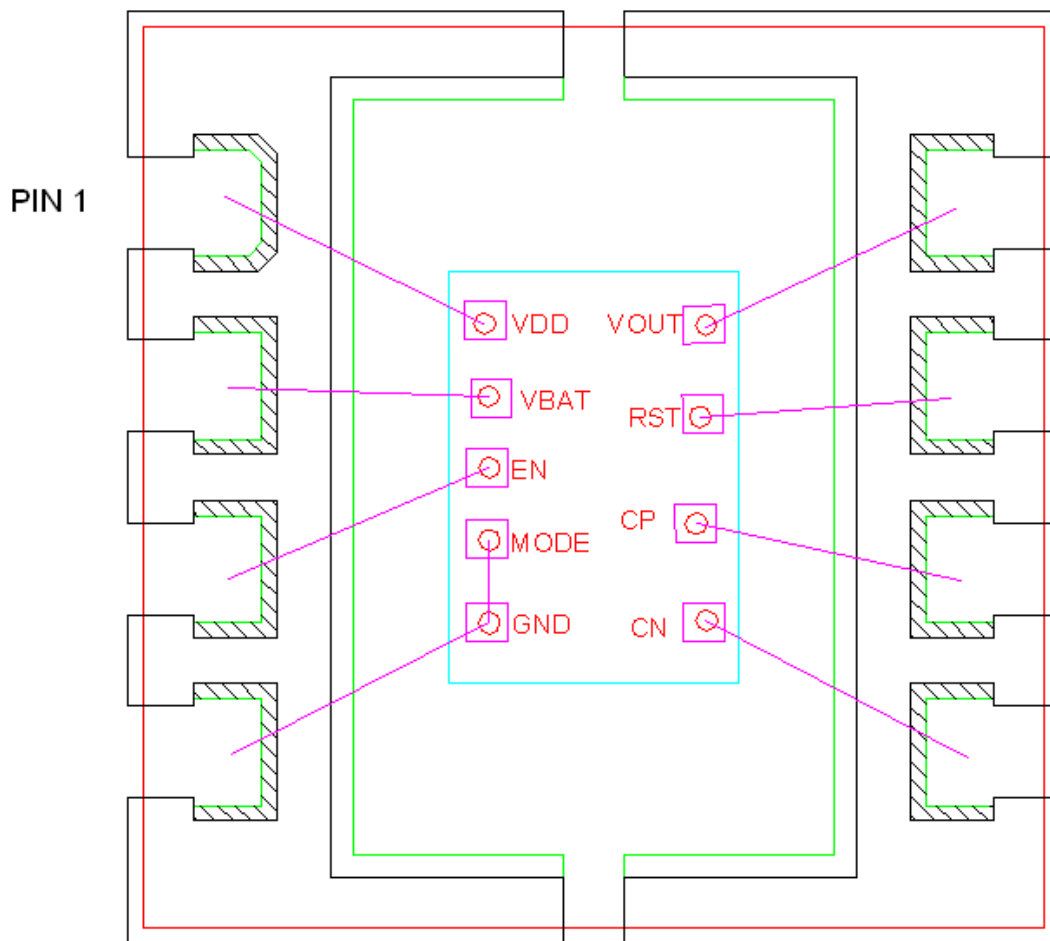 PIN 1
VDD
VOUT
VBAT
RST
EN
CP
MODE
GND
CN